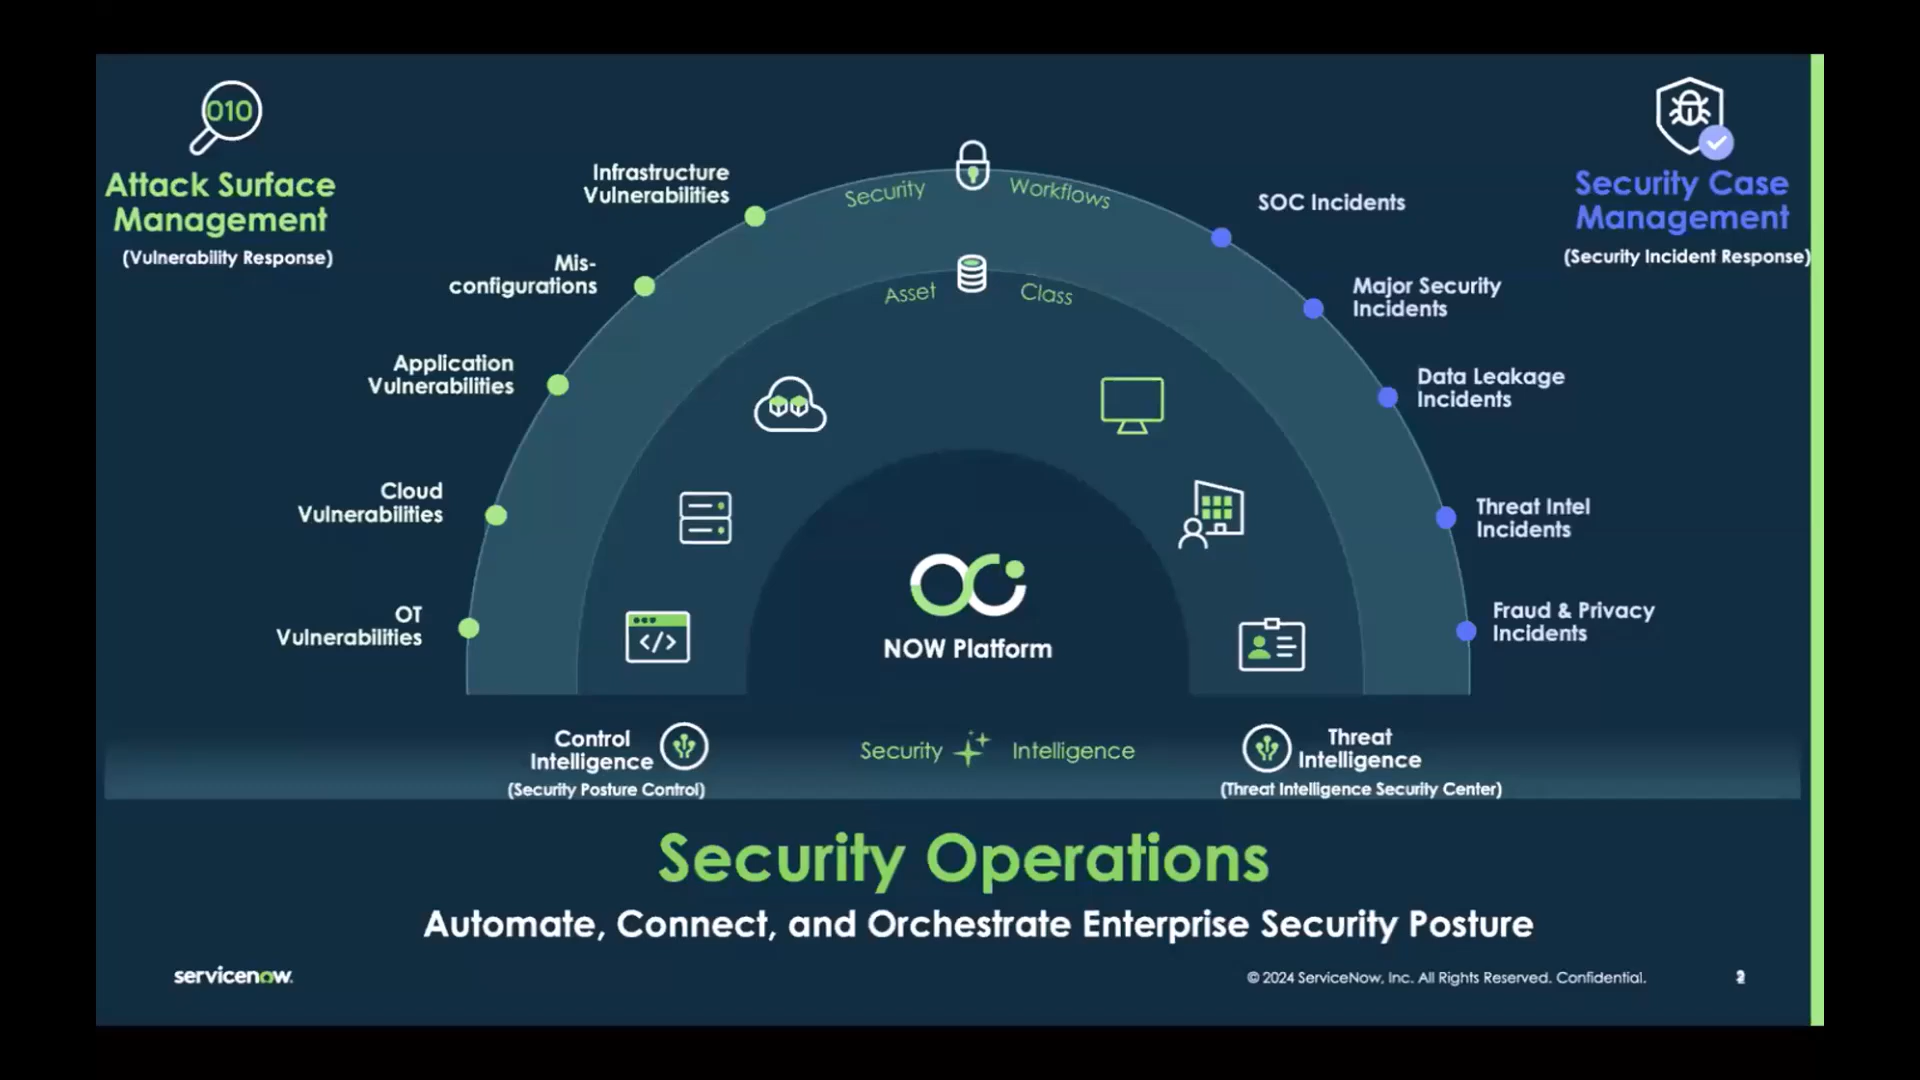 010
Attack Surface
Management
(Vulnerability Response)
Security Case
Management
(Security Incident Response)
Security Workflows
Asset Class
Infrastructure
Vulnerabilities
Mis-
configurations
Application
Vulnerabilities
Cloud
Vulnerabilities
OT
Vulnerabilities
SOC Incidents
Major Security
Incidents
Data Leakage
Incidents
Threat Intel
Incidents
Fraud & Privacy
Incidents
</>
NOW Platform
Control
Intelligence
(Security Posture Control)
Security Intelligence
Threat
Intelligence
(Threat Intelligence Security Center)
Security Operations
Automate, Connect, and Orchestrate Enterprise Security Posture
servicenow.
© 2024 ServiceNow, Inc. All Rights Reserved. Confidential.